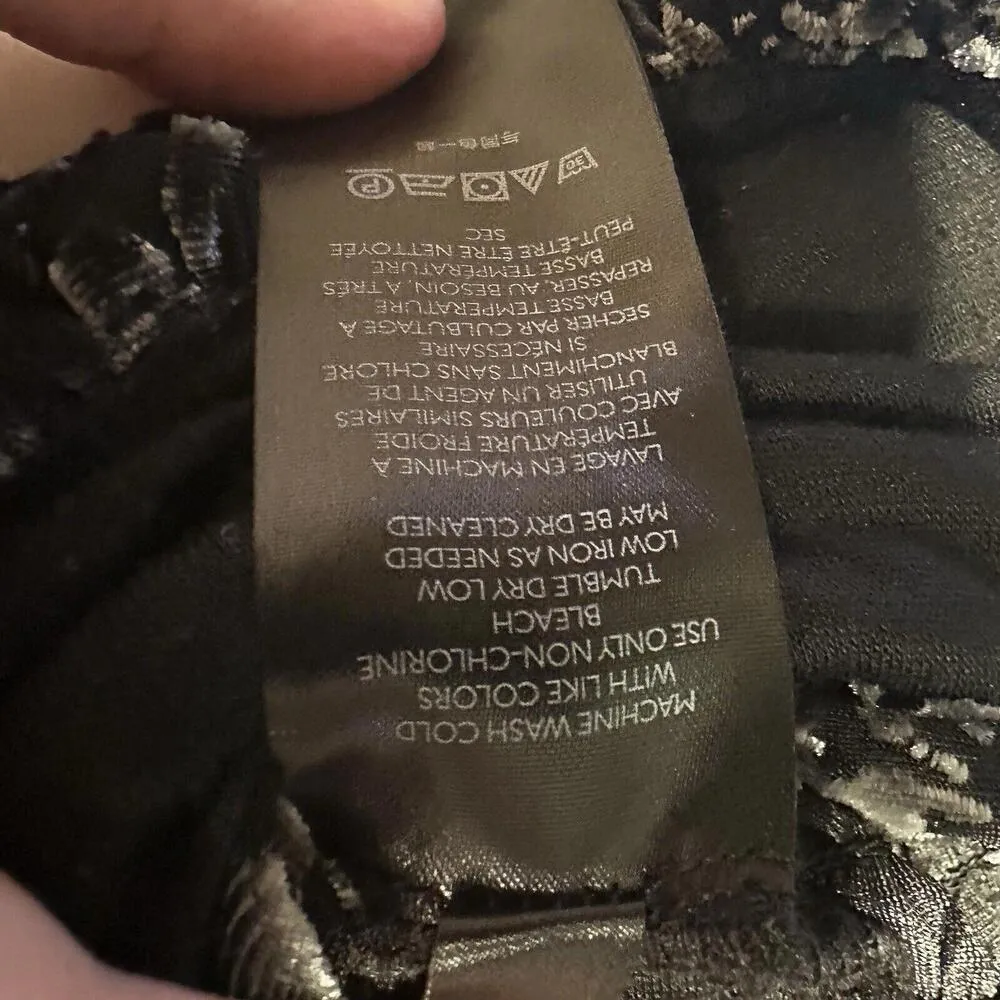 MACHINE WASH COLD
WITH LIKE COLORS
USE ONLY NON-CHLORINE
BLEACH
TUMBLE DRY LOW
LOW IRON AS NEEDED
MAY BE DRY CLEANED
LAVAGE EN MACHINE À
TEMPÉRATURE FROIDE
AVEC COULEURS SIMILAIRES
UTILISER UN AGENT DE
BLANCHIMENT SANS CHLORE
SI NÉCESSAIRE
SÉCHER PAR CULBUTAGE À
BASSE TEMPÉRATURE
REPASSER, AU BESOIN, À TRÉS
BASSE TEMPÉRATURE
PEUT-ÊTRE ÊTRE NETTOYÉE
SEC
30 P